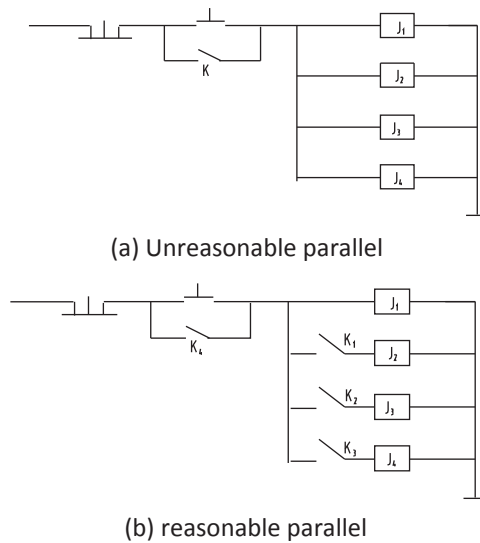 J₁
K
J₂
J₃
J₄
(a) Unreasonable parallel
J₁
K₄
K₁
J₂
K₂
J₃
K₃
J₄
(b) reasonable parallel